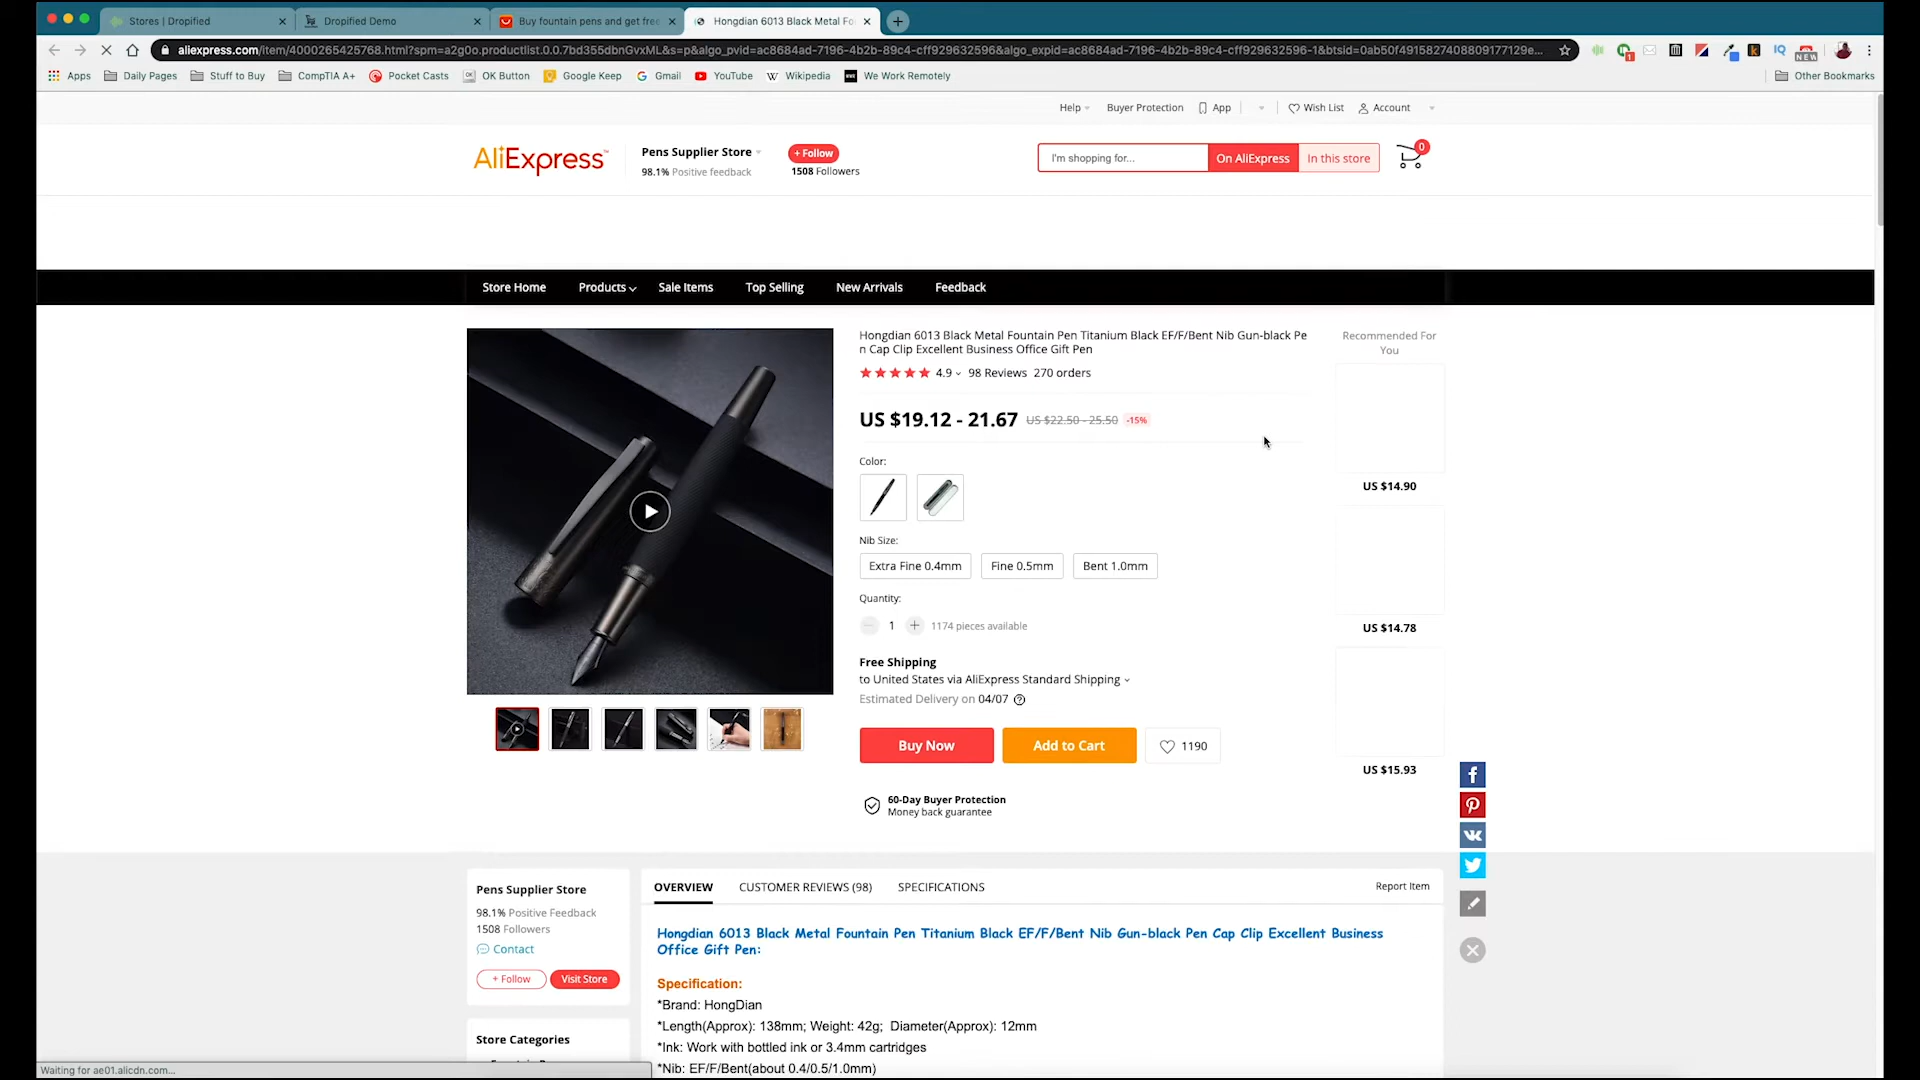 Stores | Dropified
Dropified Demo
Buy fountain pens and get free
Hongdian 6013 Black Metal Fo
aliexpress.com/item/4000265425768.html?spm=a2g0o.productlist.0.0.7bd355dbnGvxML&s=p&algo_pvid=ac8684ad-7196-4b2b-89c4-cff929632596&algo_expid=ac8684ad-7196-4b2b-89c4-cff929632596-1&btsid=0ab50f4915827408809177129e...
Apps
Daily Pages
Stuff to Buy
CompTIA A+
Pocket Casts
OK Button
Google Keep
Gmail
YouTube
Wikipedia
We Work Remotely
Other Bookmarks
Help
Buyer Protection
App
Wish List
Account
AliExpress
Pens Supplier Store
98.1% Positive feedback
+ Follow
1508 Followers
I'm shopping for...
On AliExpress
In this store
0
Store Home
Products
Sale Items
Top Selling
New Arrivals
Feedback
Hongdian 6013 Black Metal Fountain Pen Titanium Black EF/F/Bent Nib Gun-black Pe
n Cap Clip Excellent Business Office Gift Pen
4.9 98 Reviews 270 orders
US $19.12 - 21.67 US $22.50 - 25.50 -15%
Color:
Nib Size:
Extra Fine 0.4mm
Fine 0.5mm
Bent 1.0mm
Quantity:
1
1174 pieces available
Free Shipping
to United States via AliExpress Standard Shipping
Estimated Delivery on 04/07
Buy Now
Add to Cart
1190
60-Day Buyer Protection
Money back guarantee
Recommended For
You
US $14.90
US $14.78
US $15.93
Pens Supplier Store
98.1% Positive Feedback
1508 Followers
Contact
+ Follow
Visit Store
Store Categories
OVERVIEW
CUSTOMER REVIEWS (98)
SPECIFICATIONS
Report Item
Hongdian 6013 Black Metal Fountain Pen Titanium Black EF/F/Bent Nib Gun-black Pen Cap Clip Excellent Business
Office Gift Pen:
Specification:
*Brand: HongDian
*Length(Approx): 138mm; Weight: 42g; Diameter(Approx): 12mm
*Ink: Work with bottled ink or 3.4mm cartridges
*Nib: EF/F/Bent(about 0.4/0.5/1.0mm)
Waiting for ae01.alicdn.com...